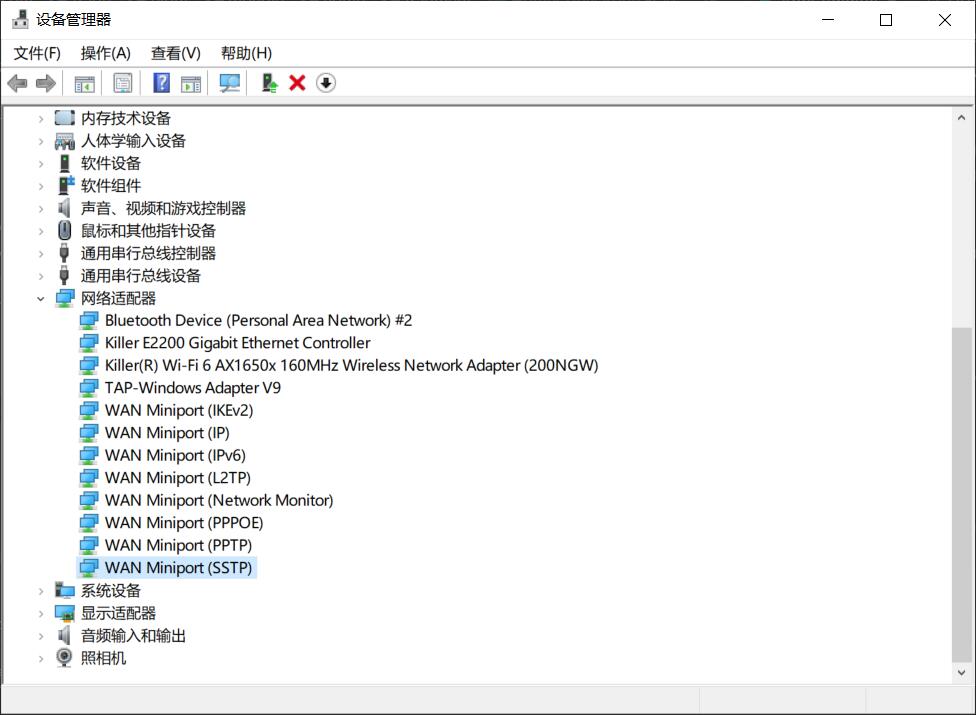 设备管理器
文件(F) 操作(A) 查看(V) 帮助(H)
内存技术设备
人体学输入设备
软件设备
软件组件
声音、视频和游戏控制器
鼠标和其他指针设备
通用串行总线控制器
通用串行总线设备
网络适配器
Bluetooth Device (Personal Area Network) #2
Killer E2200 Gigabit Ethernet Controller
Killer(R) Wi-Fi 6 AX1650x 160MHz Wireless Network Adapter (200NGW)
TAP-Windows Adapter V9
WAN Miniport (IKEv2)
WAN Miniport (IP)
WAN Miniport (IPv6)
WAN Miniport (L2TP)
WAN Miniport (Network Monitor)
WAN Miniport (PPPOE)
WAN Miniport (PPTP)
WAN Miniport (SSTP)
系统设备
显示适配器
音频输入和输出
照相机